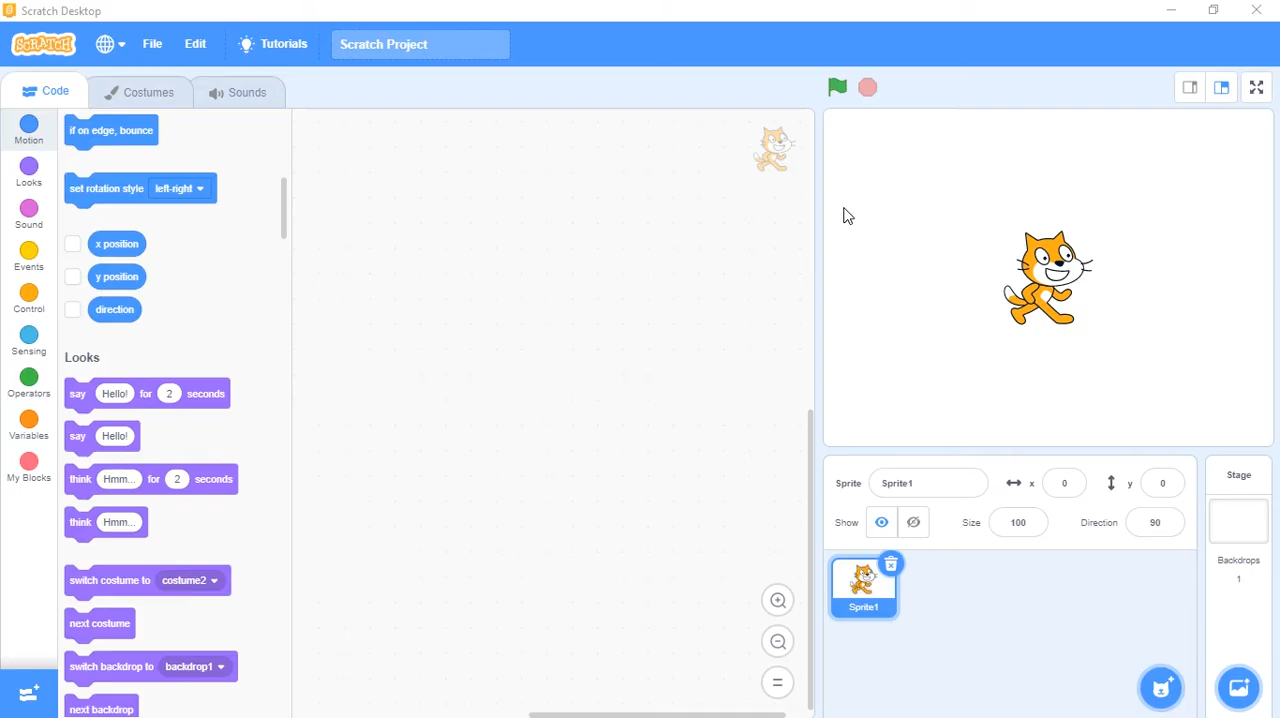 Scratch Desktop
SCRATCH File Edit Tutorials Scratch Project
Code Costumes Sounds
Motion
Looks
Sound
Events
Control
Sensing
Operators
Variables
My Blocks
if on edge, bounce
set rotation style left-right
x position
y position
direction
Looks
say Hello! for 2 seconds
say Hello!
think Hmm... for 2 seconds
think Hmm...
switch costume to costume2
next costume
switch backdrop to backdrop1
next backdrop
Sprite Sprite1 x 0 y 0
Show Size 100 Direction 90
Sprite1
Stage
Backdrops
1